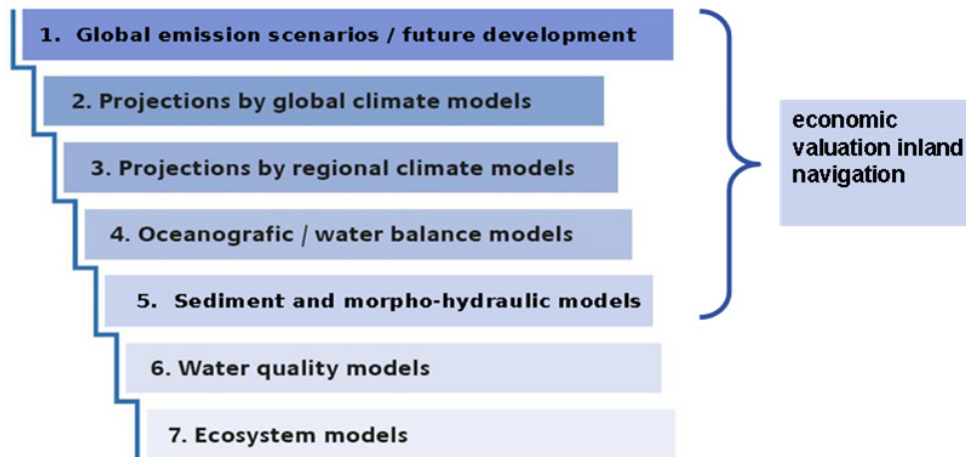 1. Global emission scenarios / future development
2. Projections by global climate models
3. Projections by regional climate models
4. Oceanografic / water balance models
5. Sediment and morpho-hydraulic models
6. Water quality models
7. Ecosystem models
economic
valuation inland
navigation